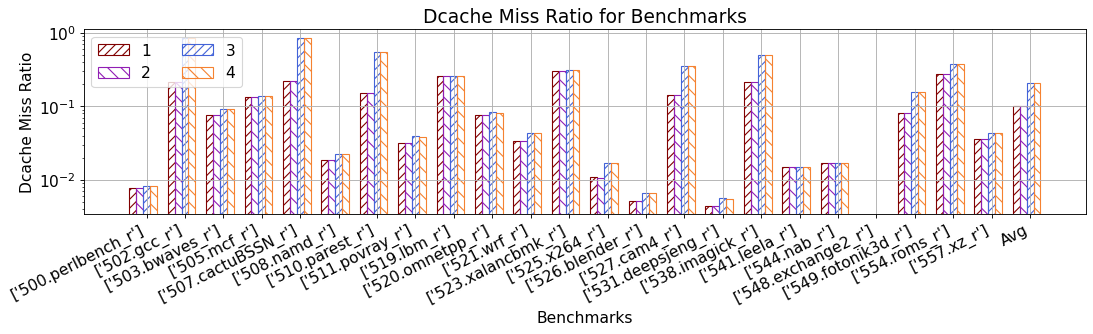 Dcache Miss Ratio for Benchmarks
Dcache Miss Ratio
10⁰
10⁻¹
10⁻²
1
2
3
4
['500.perlbench_r']
['502.gcc_r']
['503.bwaves_r']
['505.mcf_r']
['507.cactuBSSN_r']
['508.namd_r']
['510.parest_r']
['511.povray_r']
['519.lbm_r']
['520.omnetpp_r']
['521.wrf_r']
['523.xalancbmk_r']
['525.x264_r']
['526.blender_r']
['527.cam4_r']
['531.deepsjeng_r']
['538.imagick_r']
['541.leela_r']
['544.nab_r']
['548.exchange2_r']
['549.fotonik3d_r']
['554.roms_r']
['557.xz_r']
Avg
Benchmarks